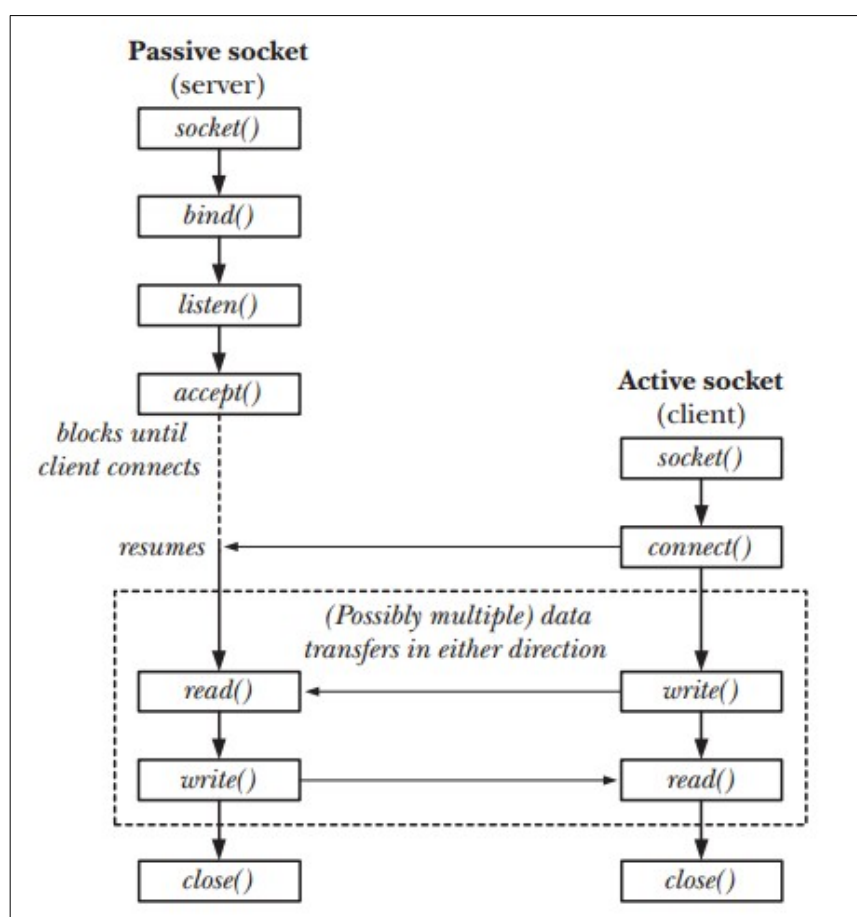 Passive socket
(server)
socket()
bind()
listen()
accept()
blocks until
client connects
resumes
Active socket
(client)
socket()
connect()
(Possibly multiple) data
transfers in either direction
read()
write()
write()
read()
close()
close()